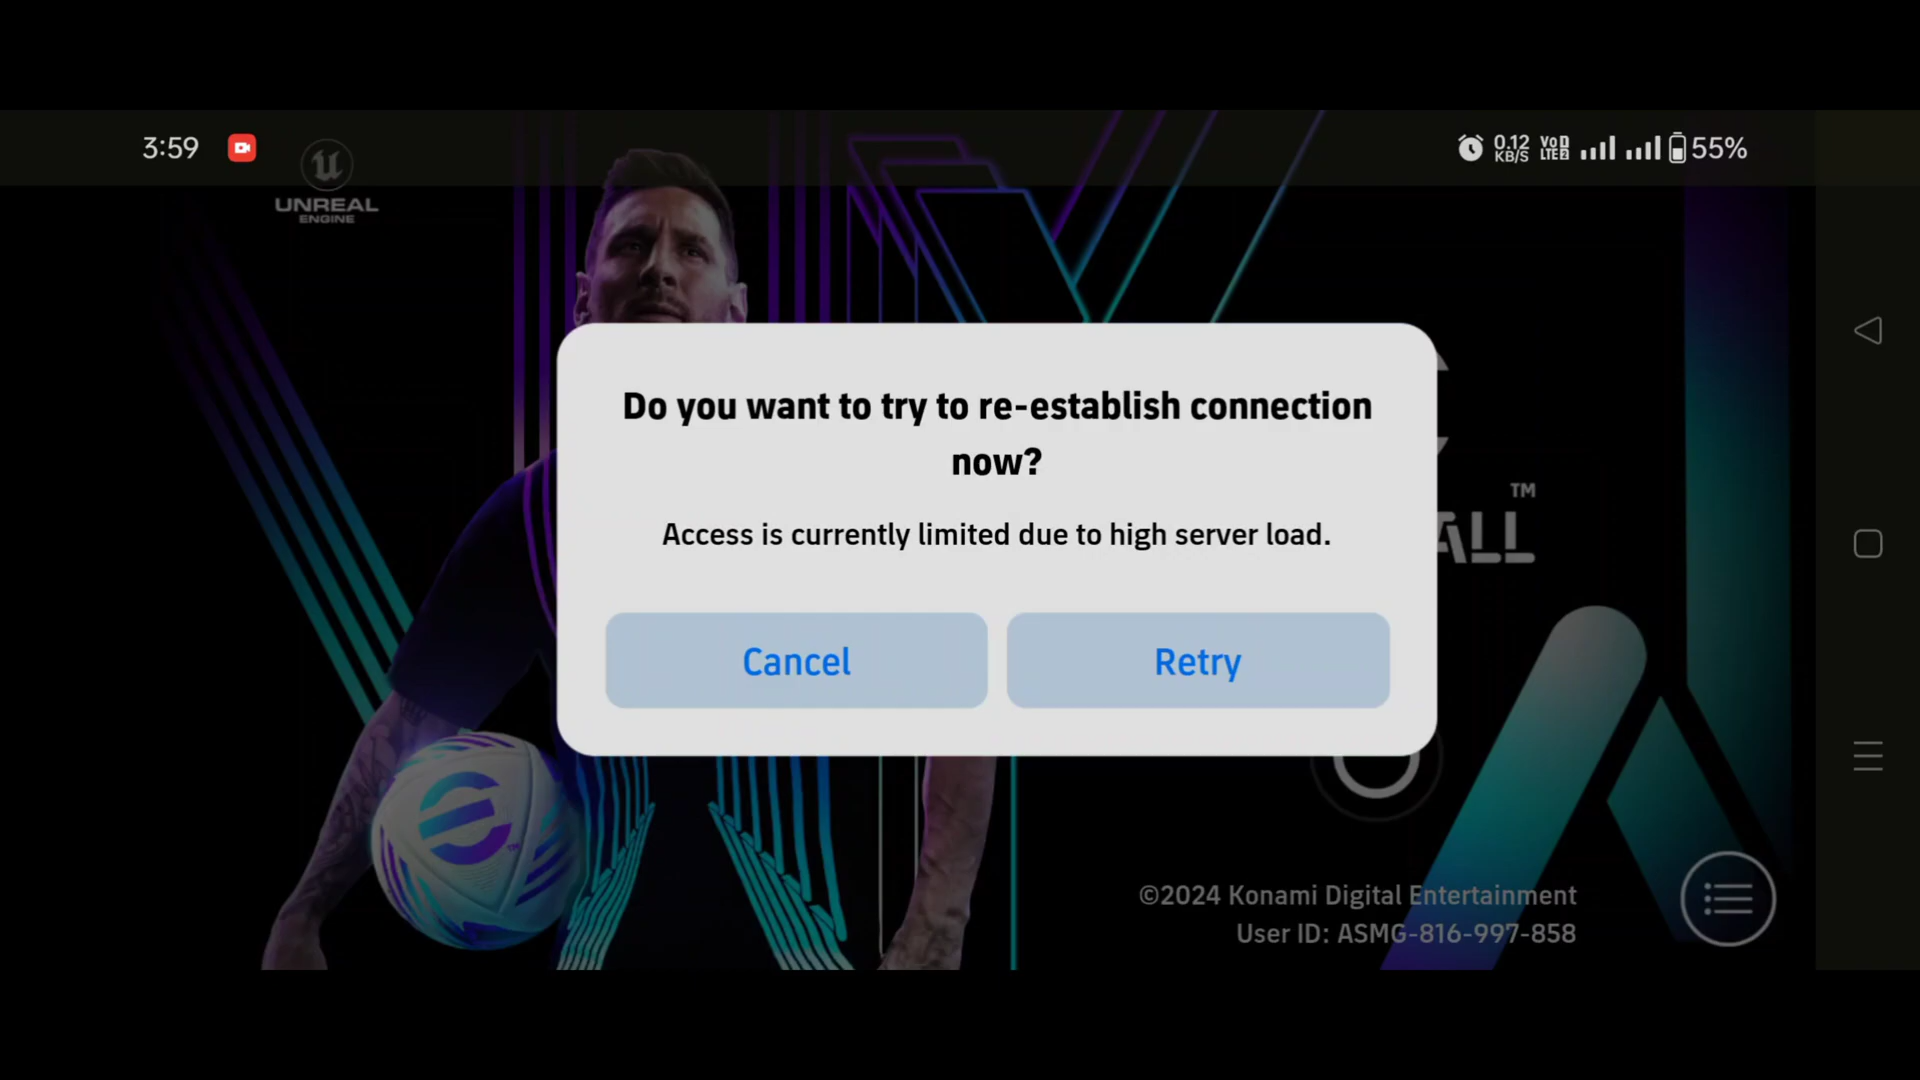 3:59
0.12
KB/S
VoD
LTE2
55%
UNREAL
ENGINE
Do you want to try to re-establish connection
now?
Access is currently limited due to high server load.
TM
ALL
Cancel
Retry
©2024 Konami Digital Entertainment
User ID: ASMG-816-997-858